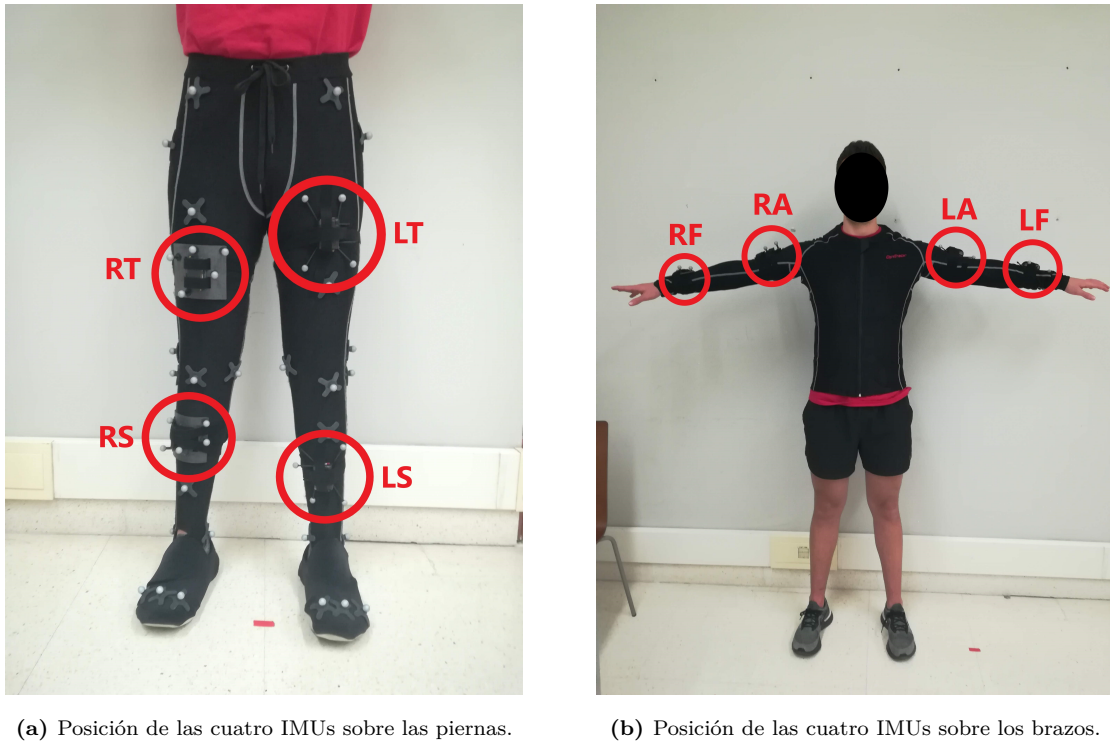 RT
LT
RS
LS
RF
RA
LA
LF
(a) Posición de las cuatro IMUs sobre las piernas.
(b) Posición de las cuatro IMUs sobre los brazos.